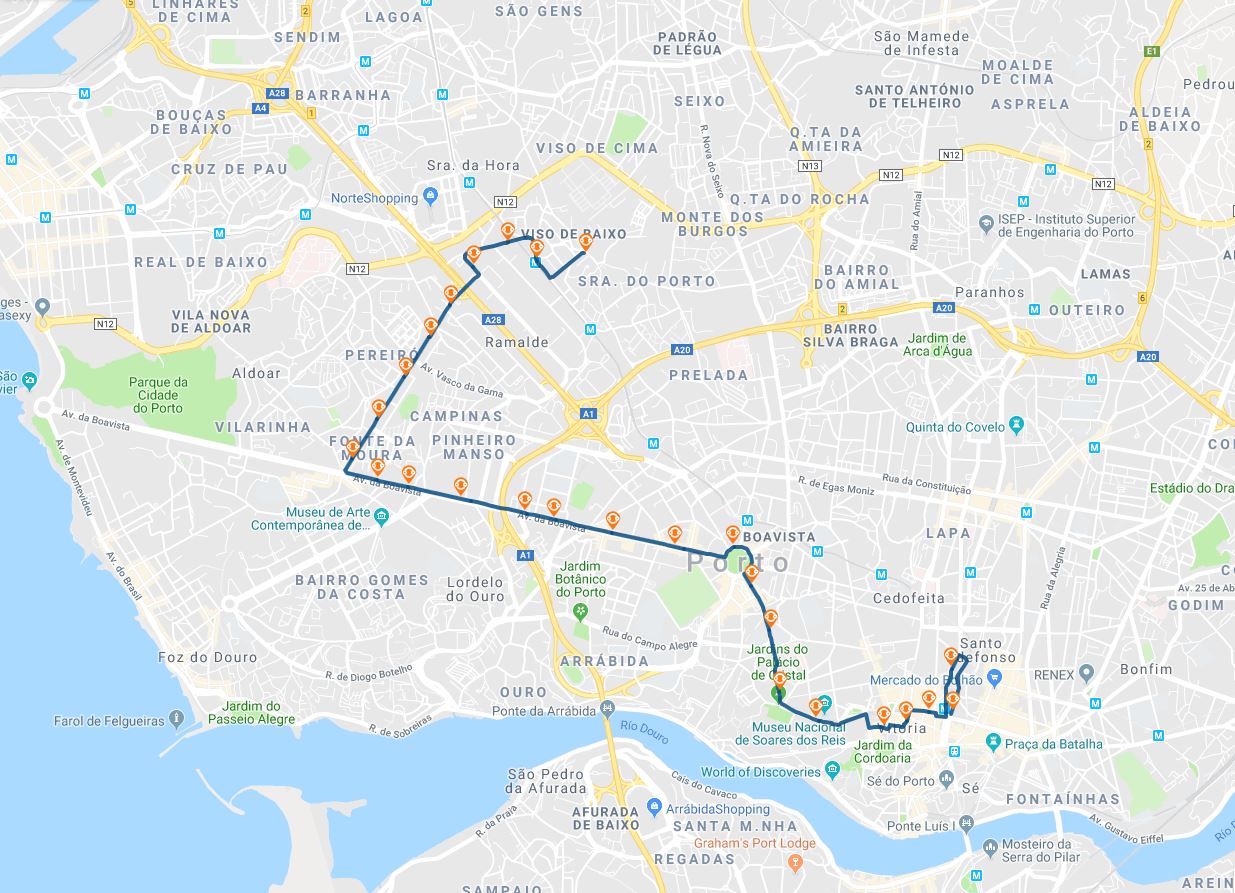 LINHARES
DE CIMA
LAGOA
SÃO GENS
SENDIM
PADRÃO
DE LÉGUA
São Mamede
de Infesta
E1
MOALDE
DE CIMA
Pedrou
A28
BARRANHA
A4
1
2
5
SEIXO
SANTO ANTÓNIO
DE TELHEIRO
ASPRELA
ALDEIA
DE BAIXO
BOUÇAS
DE BAIXO
Q.TA DA
AMIEIRA
VISO DE CIMA
R. Nova do Seixo
N13
N12
CRUZ DE PAU
Sra. da Hora
N12
N12
NorteShopping
N12
Q.TA DO ROCHA
MONTE DOS
BURGOS
Rua do Amial
ISEP - Instituto Superior
de Engenharia do Porto
VISO DE BAIXO
REAL DE BAIXO
N12
SRA. DO PORTO
BAIRRO
DO AMIAL
LAMAS
Paranhos
VILA NOVA
DE ALDOAR
N12
A28
Ramalde
2
A20
6
OUTEIRO
BAIRRO
SILVA BRAGA
Jardim de
Arca d'Água
A20
A20
PEREIRÓ
Aldoar
Av. Vasco da Gama
PRELADA
São
vier
Parque da
Cidade
do Porto
Av. da Boavista
VILARINHA
CAMPINAS
A1
FONTE DA
MOURA
PINHEIRO
MANSO
Quinta do Covelo
Av. de Montevideu
Av. da Boavista
R. de Egas Moniz
Rua da Constituição
Estádio do Dra
Museu de Arte
Contemporânea de...
Av. da Boavista
BOAVISTA
LAPA
Porto
A1
Av. do Brasil
BAIRRO GOMES
DA COSTA
Lordelo
do Ouro
Jardim
Botânico
do Porto
Rua da Alegria
Av. 25 de Ab
Cedofeita
GODIM
Rua do Campo Alegre
Foz do Douro
R. de Diogo Botelho
ARRÁBIDA
Jardins do
Palácio
de Cristal
Santo
Ildefonso
RENEX
Bonfim
Mercado do Bolhão
OURO
Ponte da Arrábida
Farol de Felgueiras
Jardim do
Passeio Alegre
R. de Sobreiras
Rio Douro
Museu Nacional
de Soares dos Reis
Vitória
Jardim da
Cordoaria
Praça da Batalha
World of Discoveries
Sé do Porto
Sé
São Pedro
da Afurada
Cais do Cavaco
FONTAÍNHAS
AFURADA
DE BAIXO
ArrábidaShopping
Ponte Luís I
Av. Gustavo Eiffel
R. da Praia
SANTA M.NHA
Graham's Port Lodge
Mosteiro da
Serra do Pilar
REGADAS
SAMPAIO
AREIN